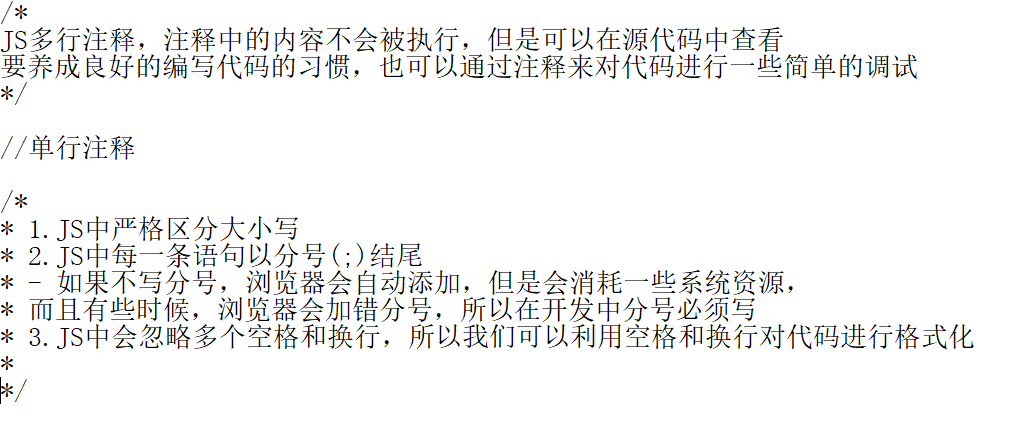 /*
JS多行注释，注释中的内容不会被执行，但是可以在源代码中查看
要养成良好的编写代码的习惯，也可以通过注释来对代码进行一些简单的调试
*/
//单行注释
/*
* 1.JS中严格区分大小写
* 2.JS中每一条语句以分号(;)结尾
* - 如果不写分号，浏览器会自动添加，但是会消耗一些系统资源，
* 而且有些时候，浏览器会加错分号，所以在开发中分号必须写
* 3.JS中会忽略多个空格和换行，所以我们可以利用空格和换行对代码进行格式化
*
*/